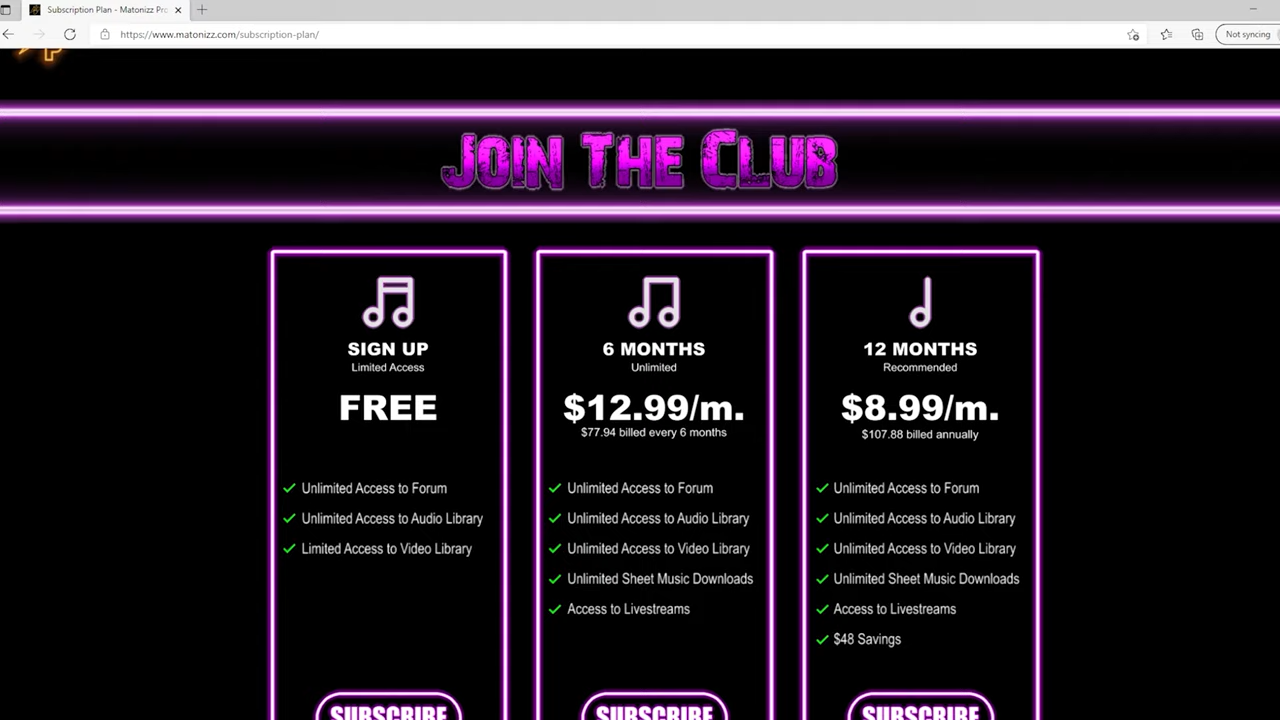 Subscription Plan - Matonizz Pro
https://www.matonizz.com/subscription-plan/
Not syncing
JOIN THE CLUB
SIGN UP
Limited Access
FREE
Unlimited Access to Forum
Unlimited Access to Audio Library
Limited Access to Video Library
SUBSCRIBE
6 MONTHS
Unlimited
$12.99/m.
$77.94 billed every 6 months
Unlimited Access to Forum
Unlimited Access to Audio Library
Unlimited Access to Video Library
Unlimited Sheet Music Downloads
Access to Livestreams
SUBSCRIBE
12 MONTHS
Recommended
$8.99/m.
$107.88 billed annually
Unlimited Access to Forum
Unlimited Access to Audio Library
Unlimited Access to Video Library
Unlimited Sheet Music Downloads
Access to Livestreams
$48 Savings
SUBSCRIBE